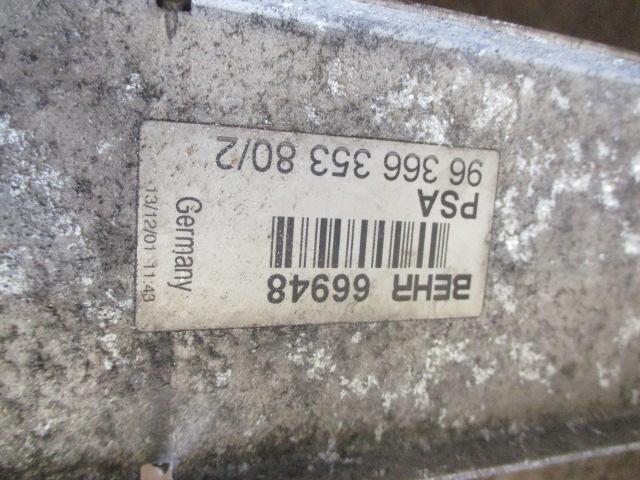 BEHR 66948
PSA
96 366 353 80/2
Germany
13/12/01 11:43